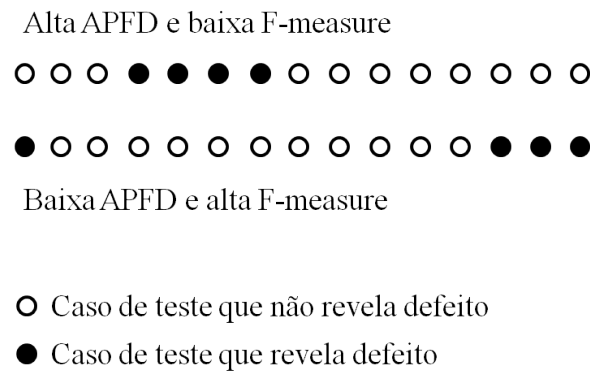 Alta APFD e baixa F-measure
Baixa APFD e alta F-measure
Caso de teste que não revela defeito
Caso de teste que revela defeito